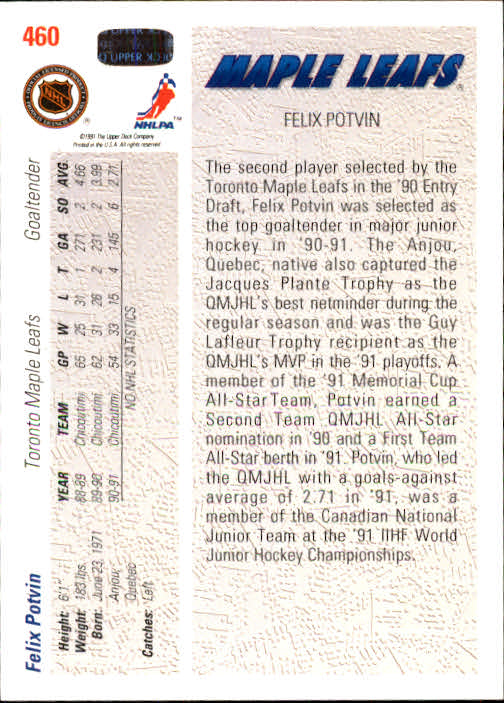 460
UPPER DECK
NHL
NHLPA™
©1991 The Upper Deck Company
Printed in the U.S.A. All rights reserved
MAPLE LEAFS®
FELIX POTVIN
The second player selected by the
Toronto Maple Leafs in the '90 Entry
Draft, Felix Potvin was selected as
the top goaltender in major junior
hockey in '90-91. The Anjou,
Quebec, native also captured the
Jacques Plante Trophy as the
QMJHL's best netminder during the
regular season and was the Guy
Lafleur Trophy recipient as the
QMJHL's MVP in the '91 playoffs. A
member of the '91 Memorial Cup
All-Star Team, Potvin earned a
Second Team QMJHL All-Star
nomination in '90 and a First Team
All-Star berth in '91. Potvin, who led
the QMJHL with a goals-against
average of 2.71 in '91, was a
member of the Canadian National
Junior Team at the '91 IIHF World
Junior Hockey Championships.
Felix Potvin Toronto Maple Leafs Goaltender
Height: 6'1"
Weight: 183 lbs.
Born: June 23, 1971
Anjou,
Quebec
Catches: Left
YEAR TEAM GP W L T GA SO AVG
88-89 Chicoutimi 65 25 31 1 271 2 4.66
89-90 Chicoutimi 62 31 26 2 231 2 3.99
90-91 Chicoutimi 54 33 15 4 145 6 2.71
NO NHL STATISTICS